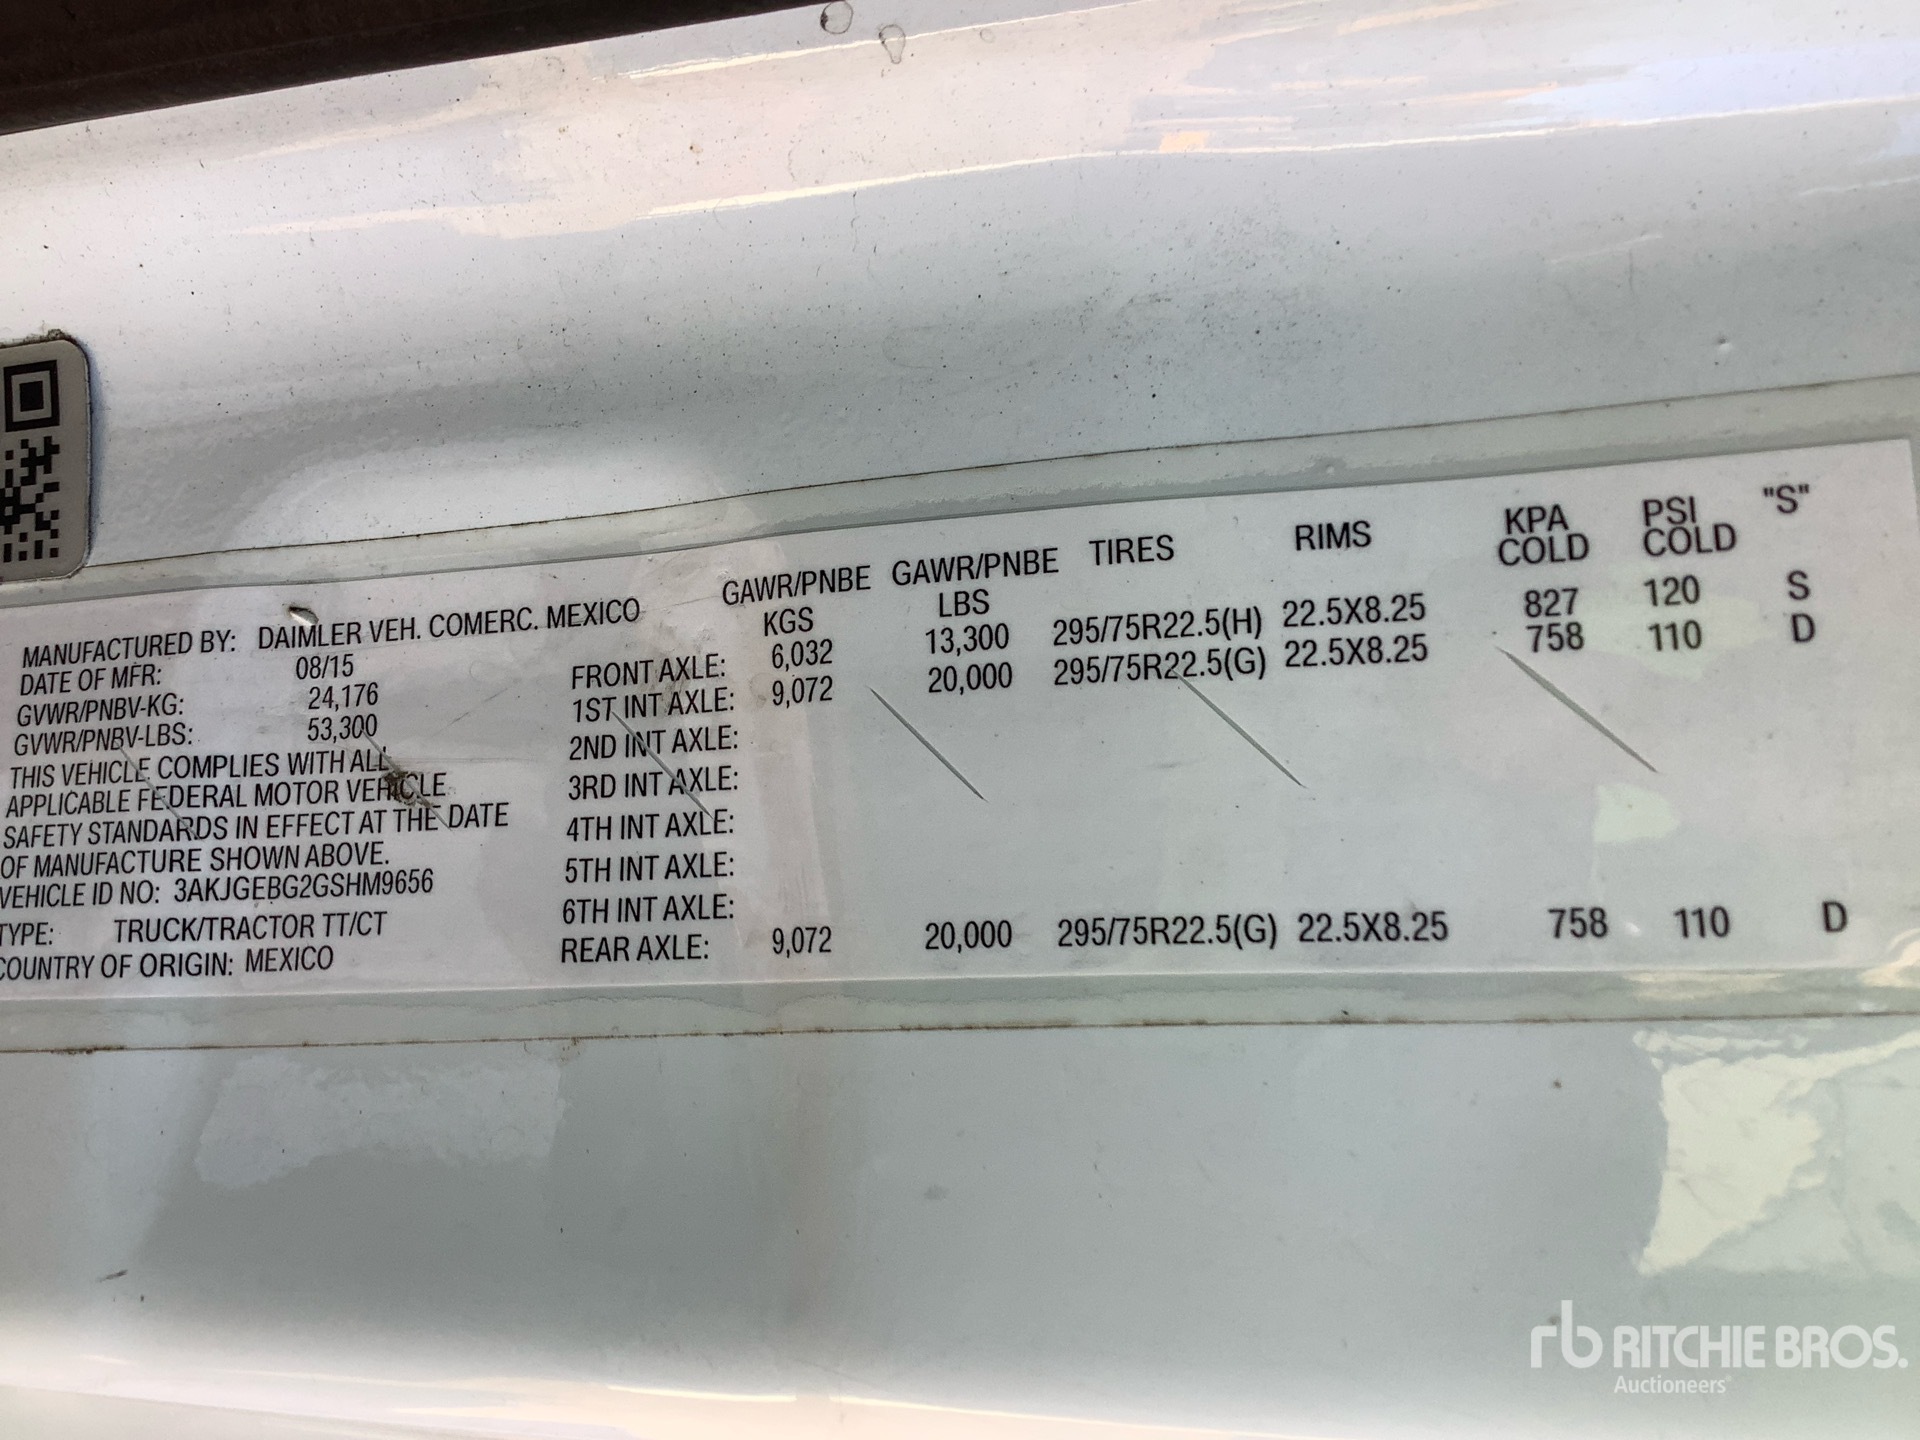 MANUFACTURED BY: DAIMLER VEH. COMERC. MEXICO
DATE OF MFR: 08/15
GVWR/PNBV-KG: 24,176
GVWR/PNBV-LBS: 53,300
THIS VEHICLE COMPLIES WITH ALL
APPLICABLE FEDERAL MOTOR VEHICLE
SAFETY STANDARDS IN EFFECT AT THE DATE
OF MANUFACTURE SHOWN ABOVE.
VEHICLE ID NO: 3AKJGEBG2GSHM9656
TYPE: TRUCK/TRACTOR TT/CT
COUNTRY OF ORIGIN: MEXICO
GAWR/PNBE KGS GAWR/PNBE LBS TIRES RIMS KPA COLD PSI COLD "S"
FRONT AXLE: 6,032 13,300 295/75R22.5(H) 22.5X8.25 827 120 S
1ST INT AXLE: 9,072 20,000 295/75R22.5(G) 22.5X8.25 758 110 D
2ND INT AXLE:
3RD INT AXLE:
4TH INT AXLE:
5TH INT AXLE:
6TH INT AXLE:
REAR AXLE: 9,072 20,000 295/75R22.5(G) 22.5X8.25 758 110 D
rb RITCHIE BROS.
Auctioneers